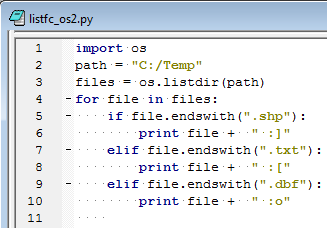 listfc_os2.py
1 import os
2 path = "C:/Temp"
3 files = os.listdir(path)
4 - for file in files:
5 - if file.endswith(".shp"):
6 print file + " :]"
7 - elif file.endswith(".txt"):
8 print file + " :["
9 - elif file.endswith(".dbf"):
10 print file + " :o"
11